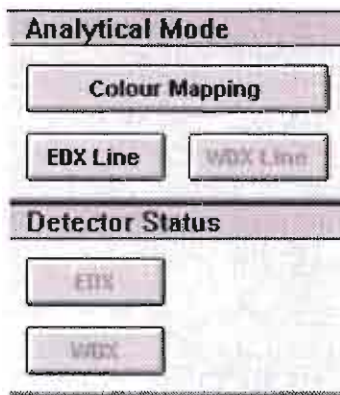 Analytical Mode
Colour Mapping
EDX Line WDX Line
Detector Status
EDX
WDX